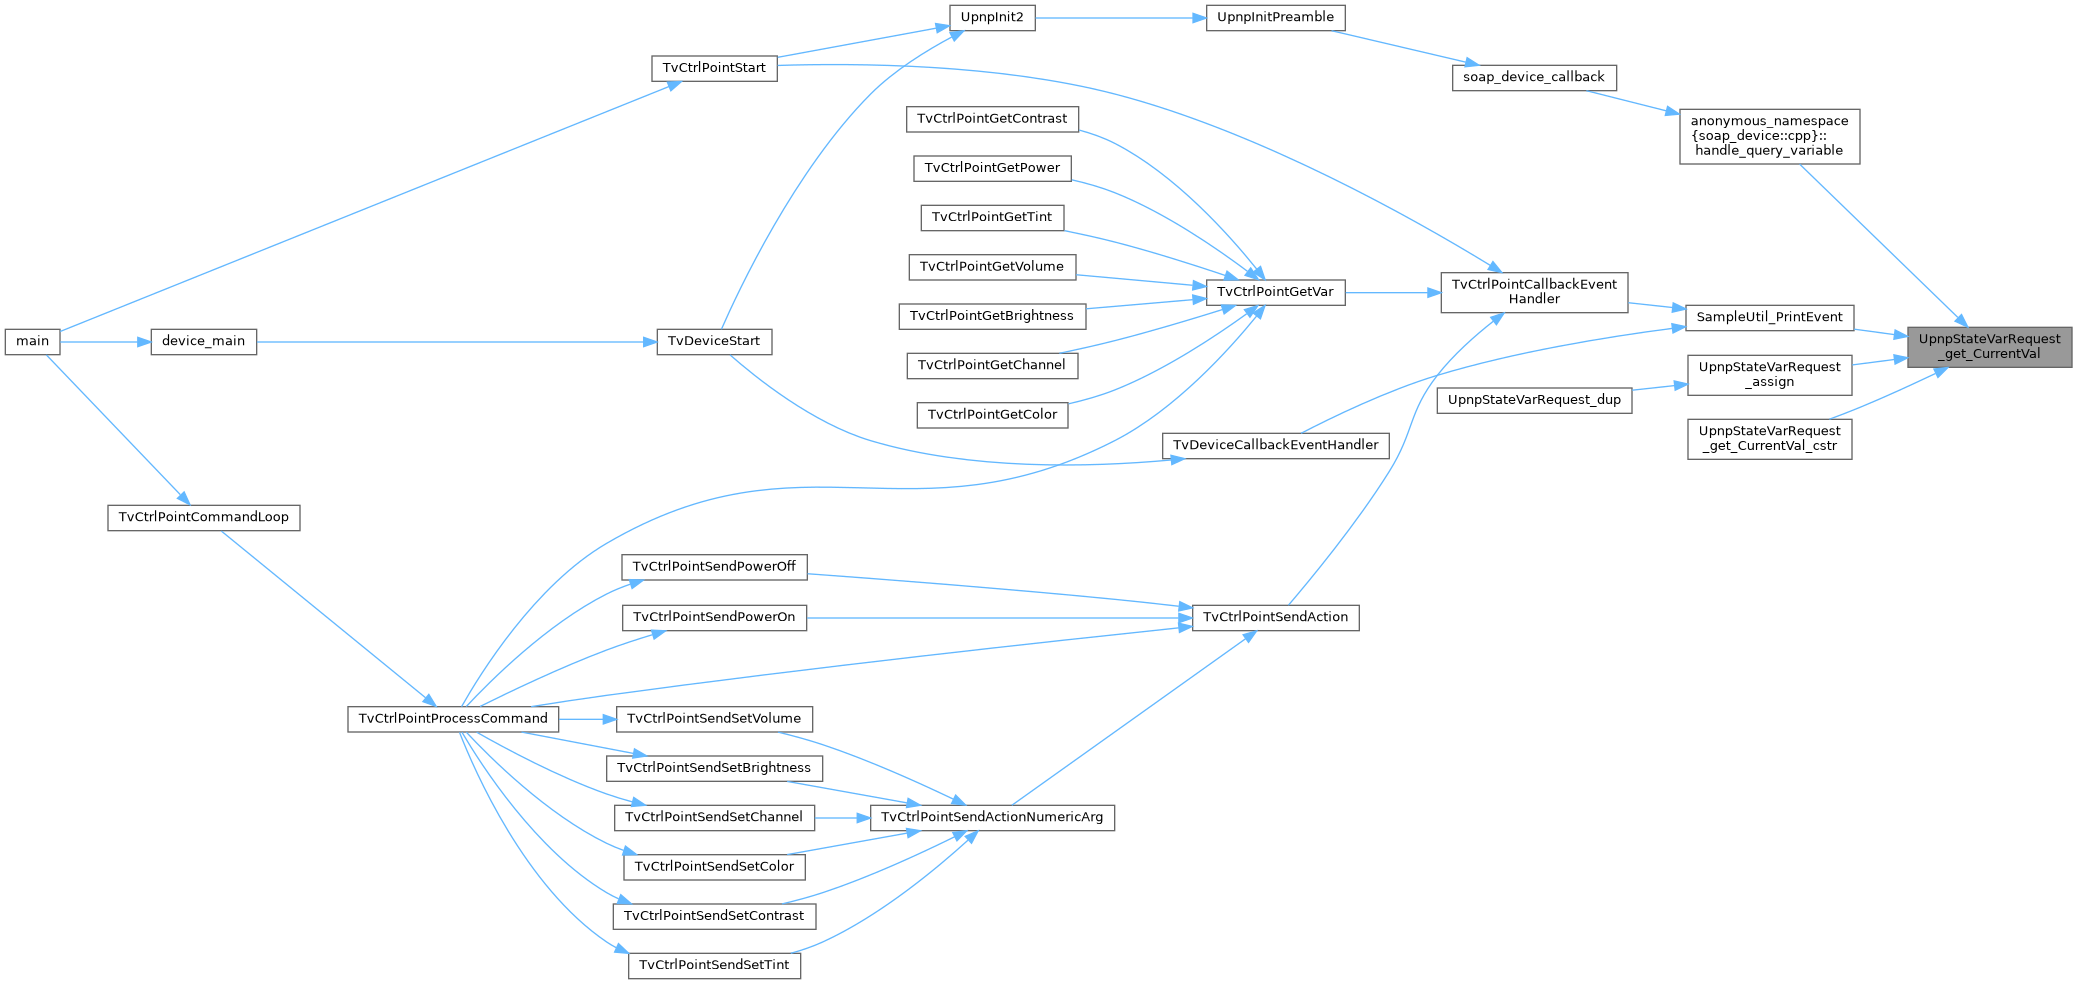 UpnpInit2
UpnpInitPreamble
TvCtrlPointStart
soap_device_callback
TvCtrlPointGetContrast
anonymous_namespace
{soap_device::cpp}::
handle_query_variable
TvCtrlPointGetPower
TvCtrlPointGetTint
TvCtrlPointGetVolume
TvCtrlPointGetVar
TvCtrlPointCallbackEvent
Handler
TvCtrlPointGetBrightness
SampleUtil_PrintEvent
main
device_main
TvDeviceStart
UpnpStateVarRequest
_get_CurrentVal
TvCtrlPointGetChannel
UpnpStateVarRequest
_assign
UpnpStateVarRequest_dup
TvCtrlPointGetColor
TvDeviceCallbackEventHandler
UpnpStateVarRequest
_get_CurrentVal_cstr
TvCtrlPointCommandLoop
TvCtrlPointSendPowerOff
TvCtrlPointSendPowerOn
TvCtrlPointSendAction
TvCtrlPointProcessCommand
TvCtrlPointSendSetVolume
TvCtrlPointSendSetBrightness
TvCtrlPointSendSetChannel
TvCtrlPointSendActionNumericArg
TvCtrlPointSendSetColor
TvCtrlPointSendSetContrast
TvCtrlPointSendSetTint